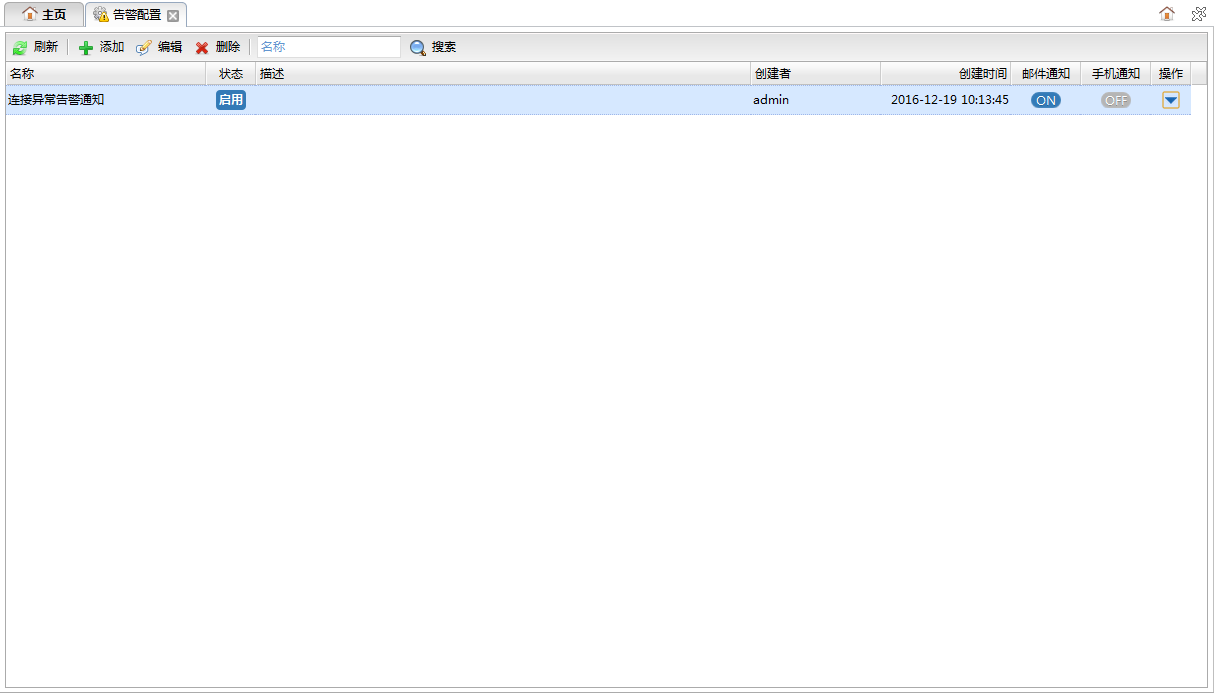 主页 告警配置
刷新 添加 编辑 删除 名称 搜索
名称 状态 描述 创建者 创建时间 邮件通知 手机通知 操作
连接异常告警通知 启用 admin 2016-12-19 10:13:45 ON OFF